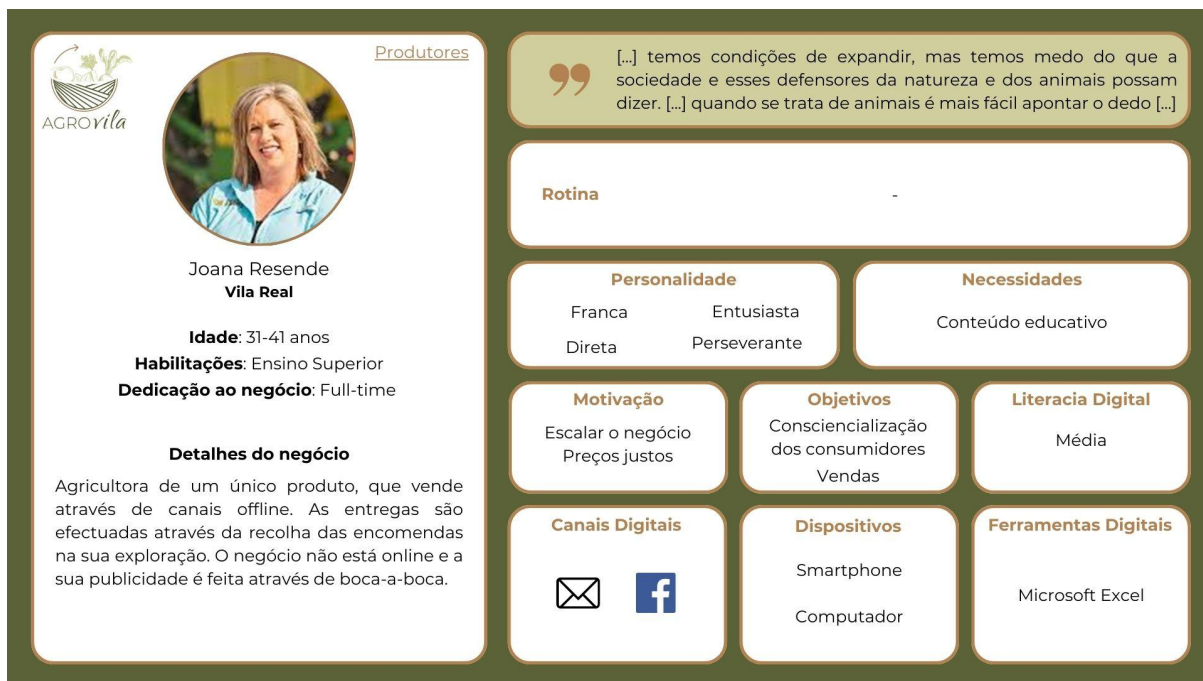 Produtores
AGROvila
Joana Resende
Vila Real
Idade: 31-41 anos
Habilitações: Ensino Superior
Dedicação ao negócio: Full-time
Detalhes do negócio
Agricultora de um único produto, que vende
através de canais offline. As entregas são
efectuadas através da recolha das encomendas
na sua exploração. O negócio não está online e a
sua publicidade é feita através de boca-a-boca.
[...] temos condições de expandir, mas temos medo do que a
sociedade e esses defensores da natureza e dos animais possam
dizer. [...] quando se trata de animais é mais fácil apontar o dedo [...]
Rotina
-
Personalidade
Franca
Entusiasta
Direta
Perseverante
Necessidades
Conteúdo educativo
Motivação
Escalar o negócio
Preços justos
Objetivos
Consciencialização
dos consumidores
Vendas
Literacia Digital
Média
Canais Digitais
Dispositivos
Smartphone
Computador
Ferramentas Digitais
Microsoft Excel